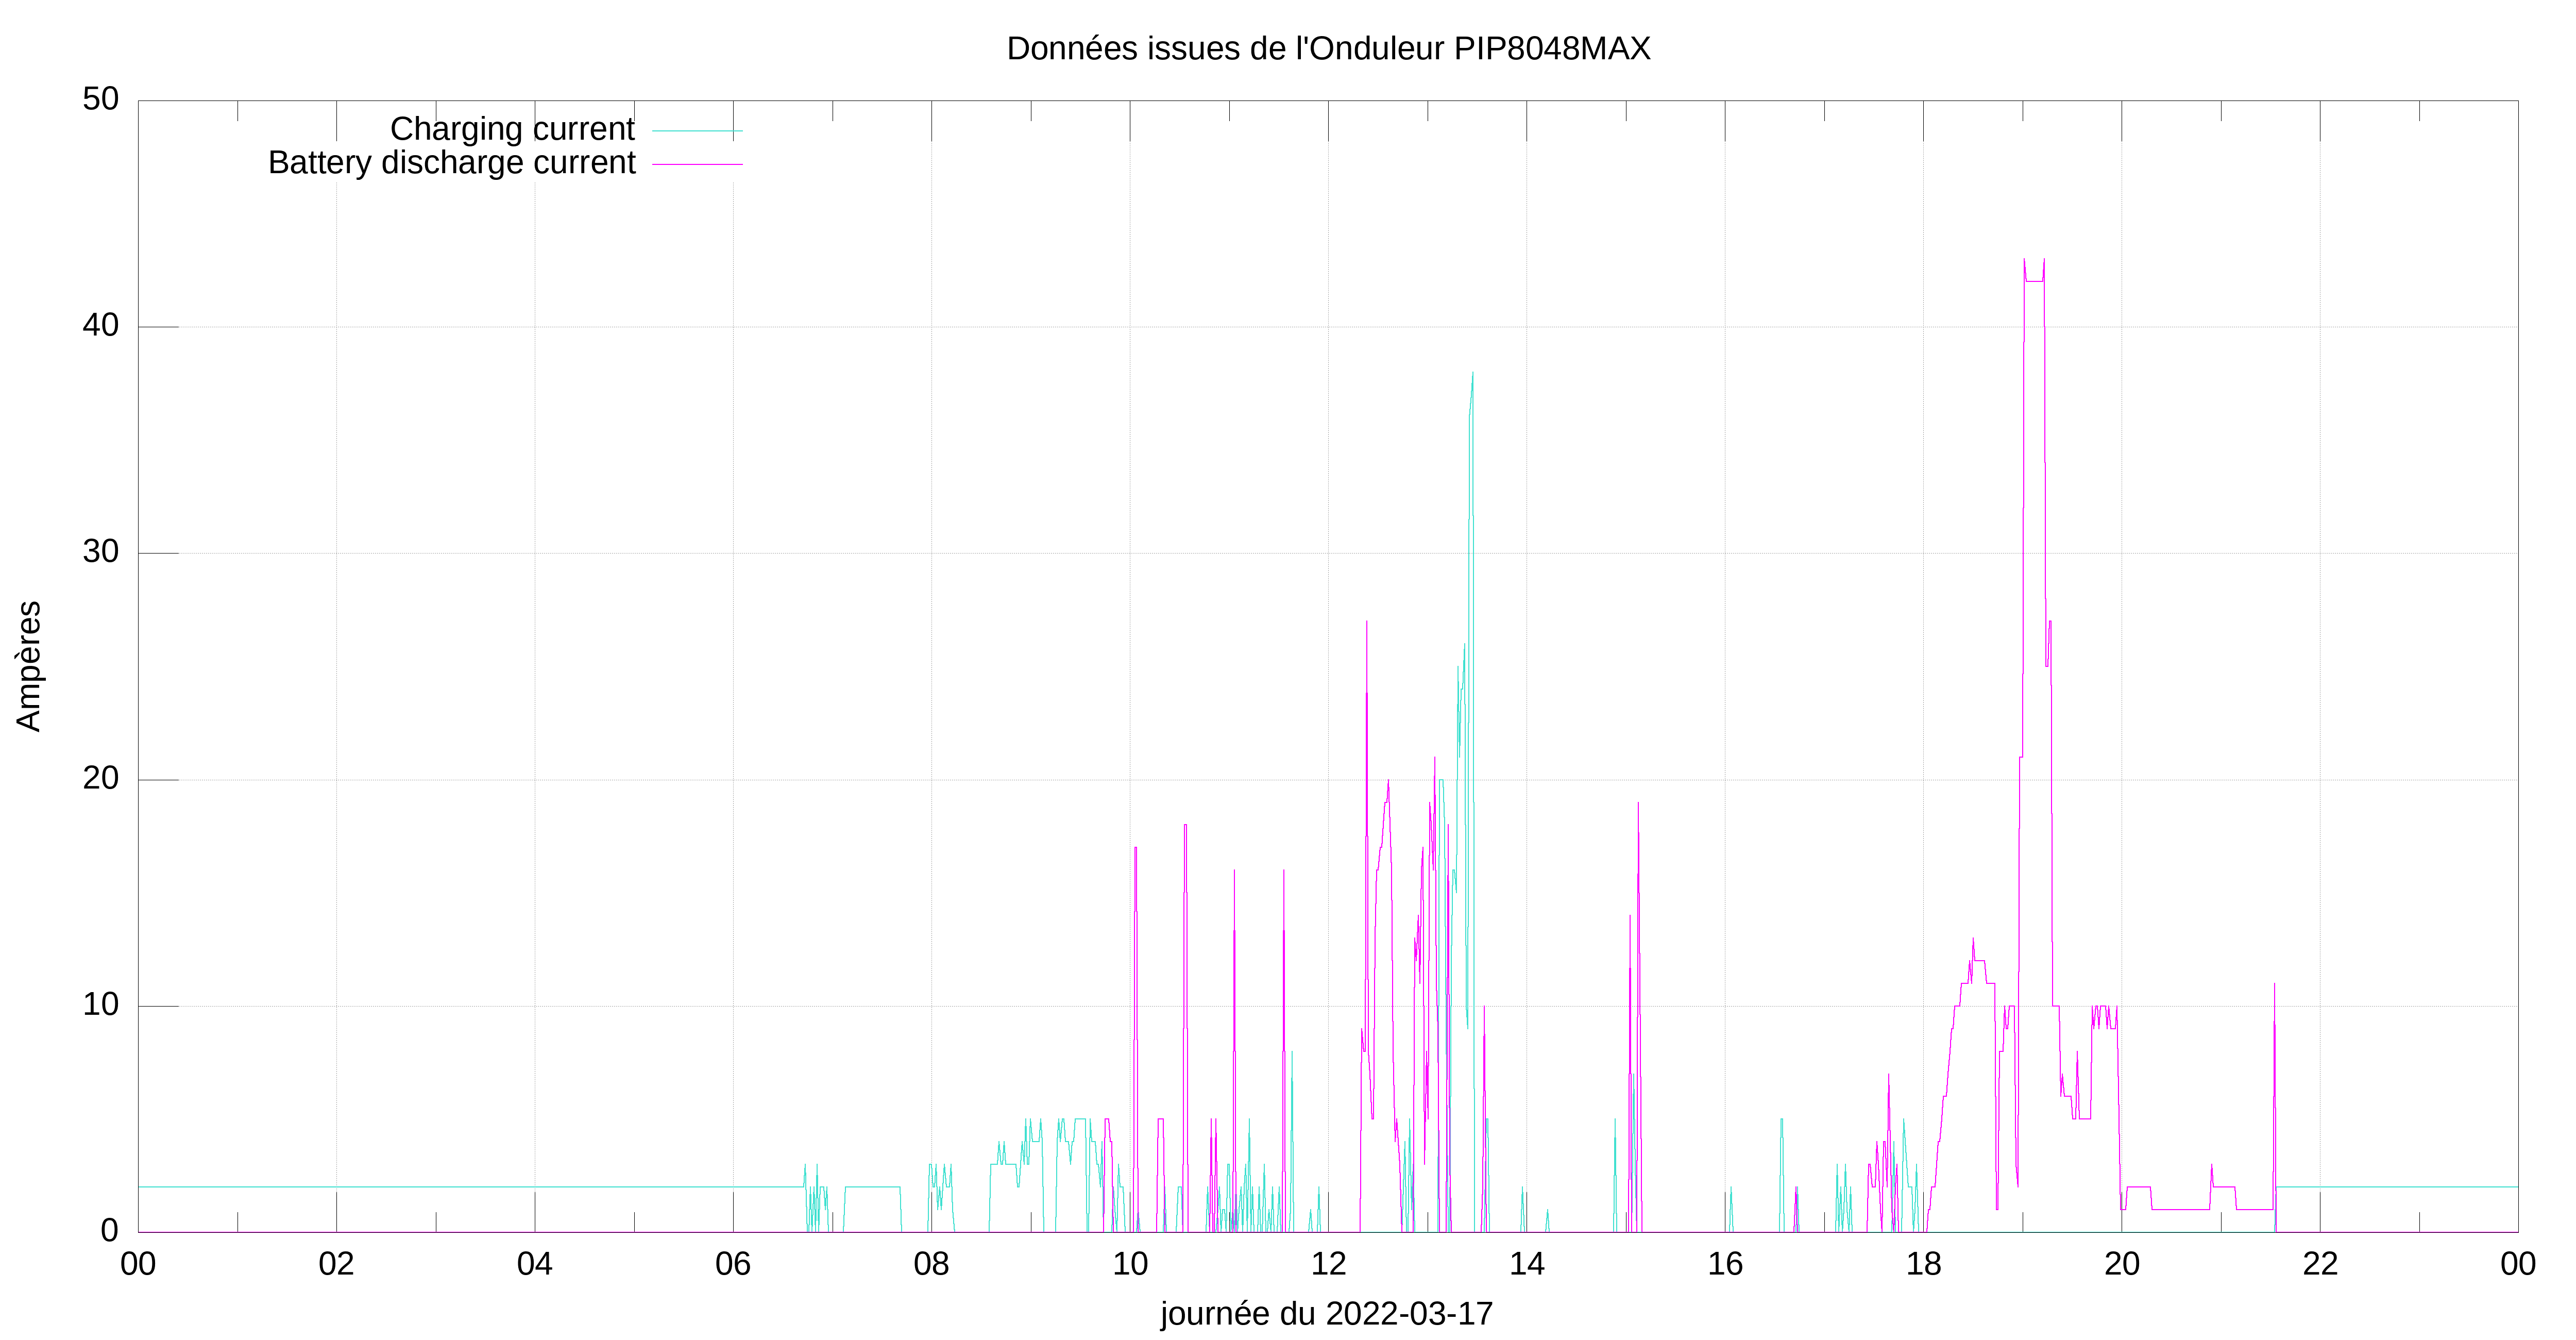 Données issues de l'Onduleur PIP8048MAX
Charging current
Battery discharge current
50
40
30
20
10
0
Ampères
00 02 04 06 08 10 12 14 16 18 20 22 00
journée du 2022-03-17